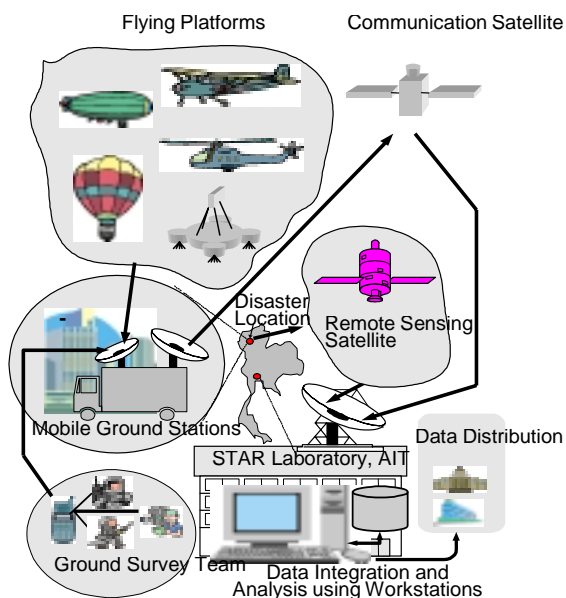 Flying Platforms
Communication Satellite
Disaster
Location
Remote Sensing
Satellite
Mobile Ground Stations
Data Distribution
STAR Laboratory, AIT
Ground Survey Team
Data Integration and
Analysis using Workstations